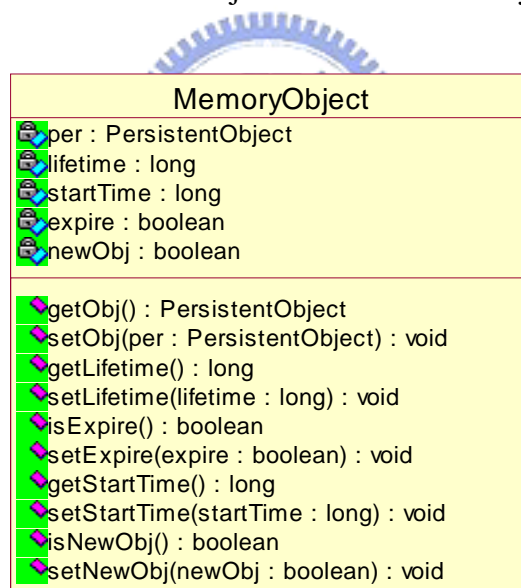 MemoryObject
per : PersistentObject
lifetime : long
startTime : long
expire : boolean
newObj : boolean
getObj() : PersistentObject
setObj(per : PersistentObject) : void
getLifetime() : long
setLifetime(lifetime : long) : void
isExpire() : boolean
setExpire(expire : boolean) : void
getStartTime() : long
setStartTime(startTime : long) : void
isNewObj() : boolean
setNewObj(newObj : boolean) : void